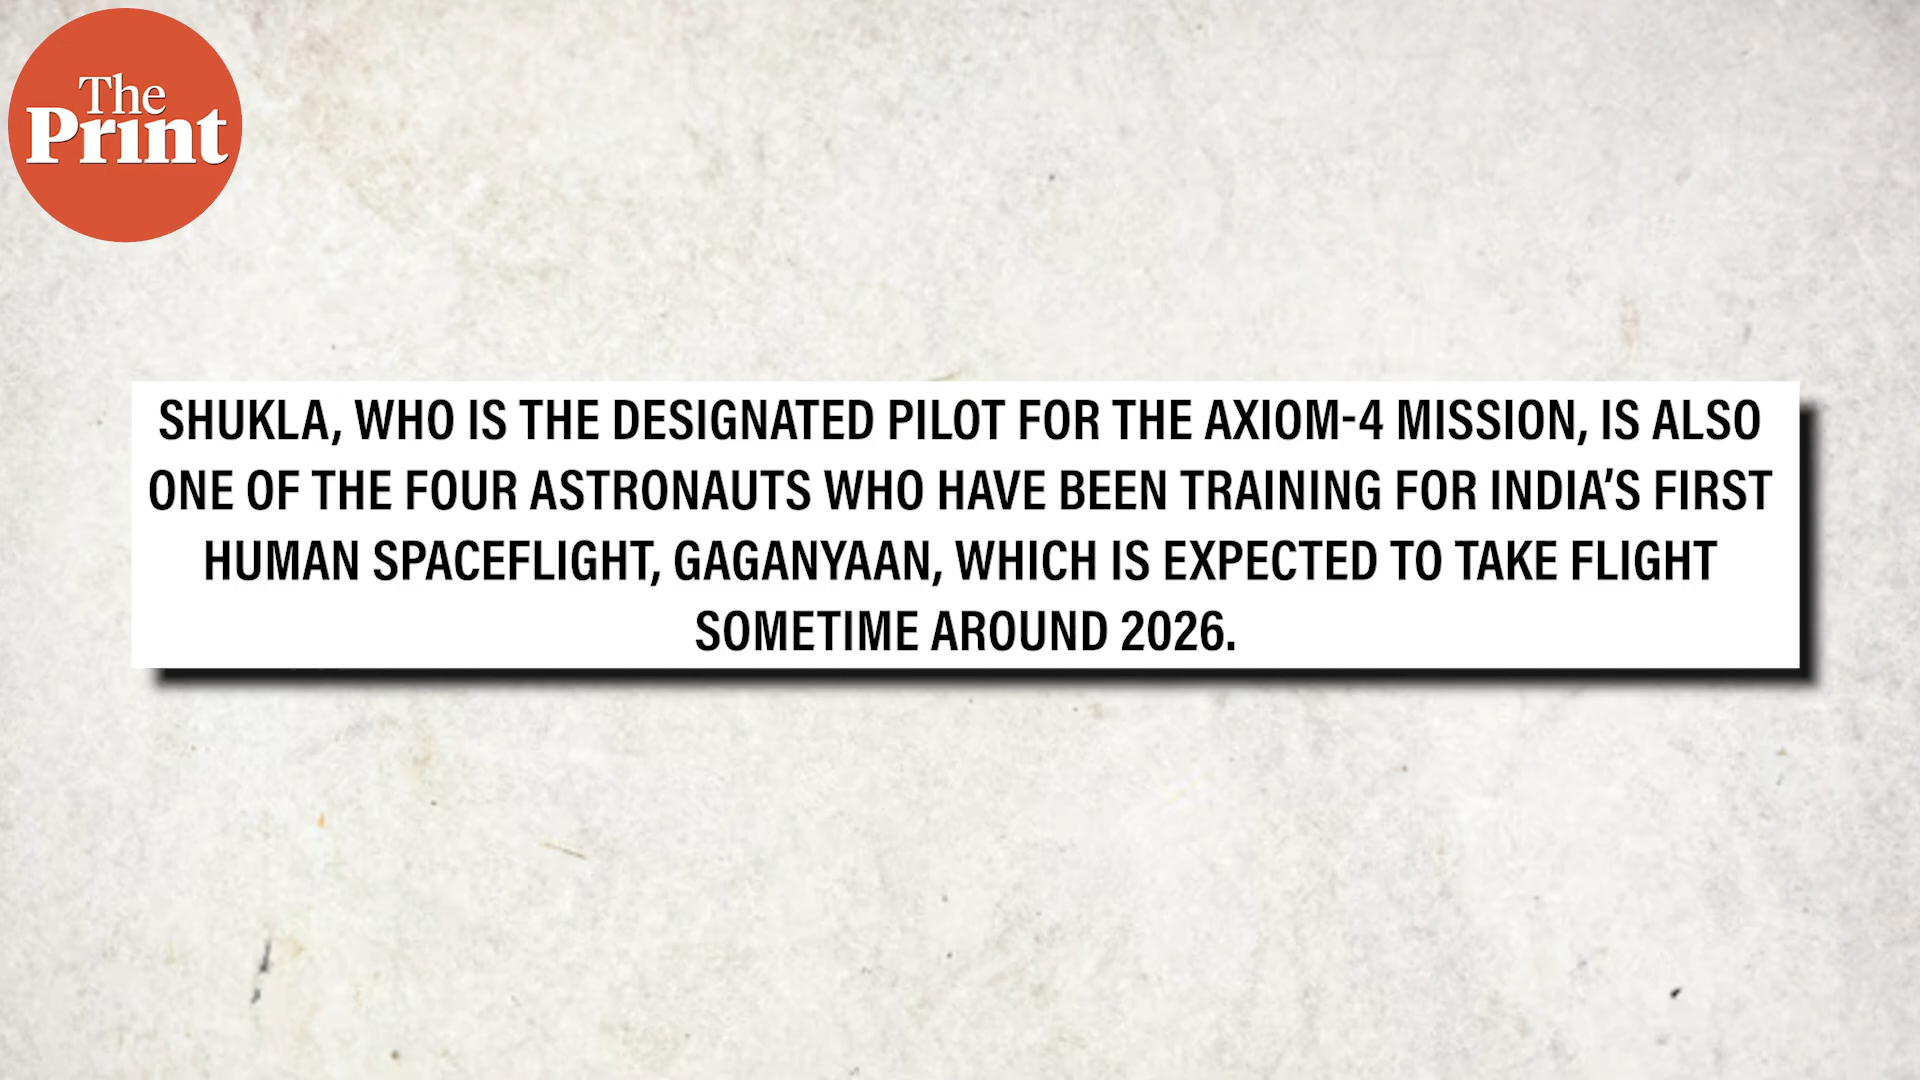 The
Print
SHUKLA, WHO IS THE DESIGNATED PILOT FOR THE AXIOM-4 MISSION, IS ALSO
ONE OF THE FOUR ASTRONAUTS WHO HAVE BEEN TRAINING FOR INDIA'S FIRST
HUMAN SPACEFLIGHT, GAGANYAAN, WHICH IS EXPECTED TO TAKE FLIGHT
SOMETIME AROUND 2026.